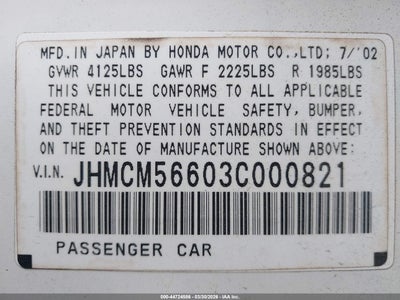 MFD.IN JAPAN BY HONDA MOTOR CO.,LTD; 7/'02
GVWR 4125LBS GAWR F 2225LBS R 1985LBS
THIS VEHICLE CONFORMS TO ALL APPLICABLE
FEDERAL MOTOR VEHICLE SAFETY, BUMPER,
AND THEFT PREVENTION STANDARDS IN EFFECT
ON THE DATE OF MANUFACTURE SHOWN ABOVE:
V.I.N. JHMCM56603C000821
PASSENGER CAR
000-44724686 - 03/30/2026 - IAA Inc.